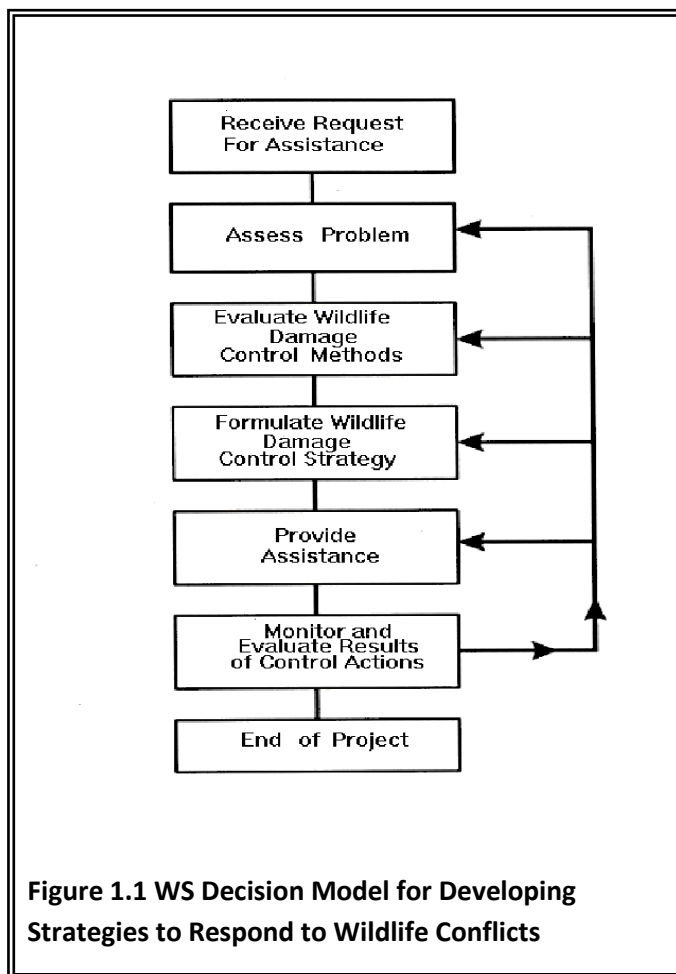 Receive Request
For Assistance
Assess Problem
Evaluate Wildlife
Damage
Control Methods
Formulate Wildlife
Damage
Control Strategy
Provide
Assistance
Monitor and
Evaluate Results
of Control Actions
End of Project
Figure 1.1 WS Decision Model for Developing
Strategies to Respond to Wildlife Conflicts